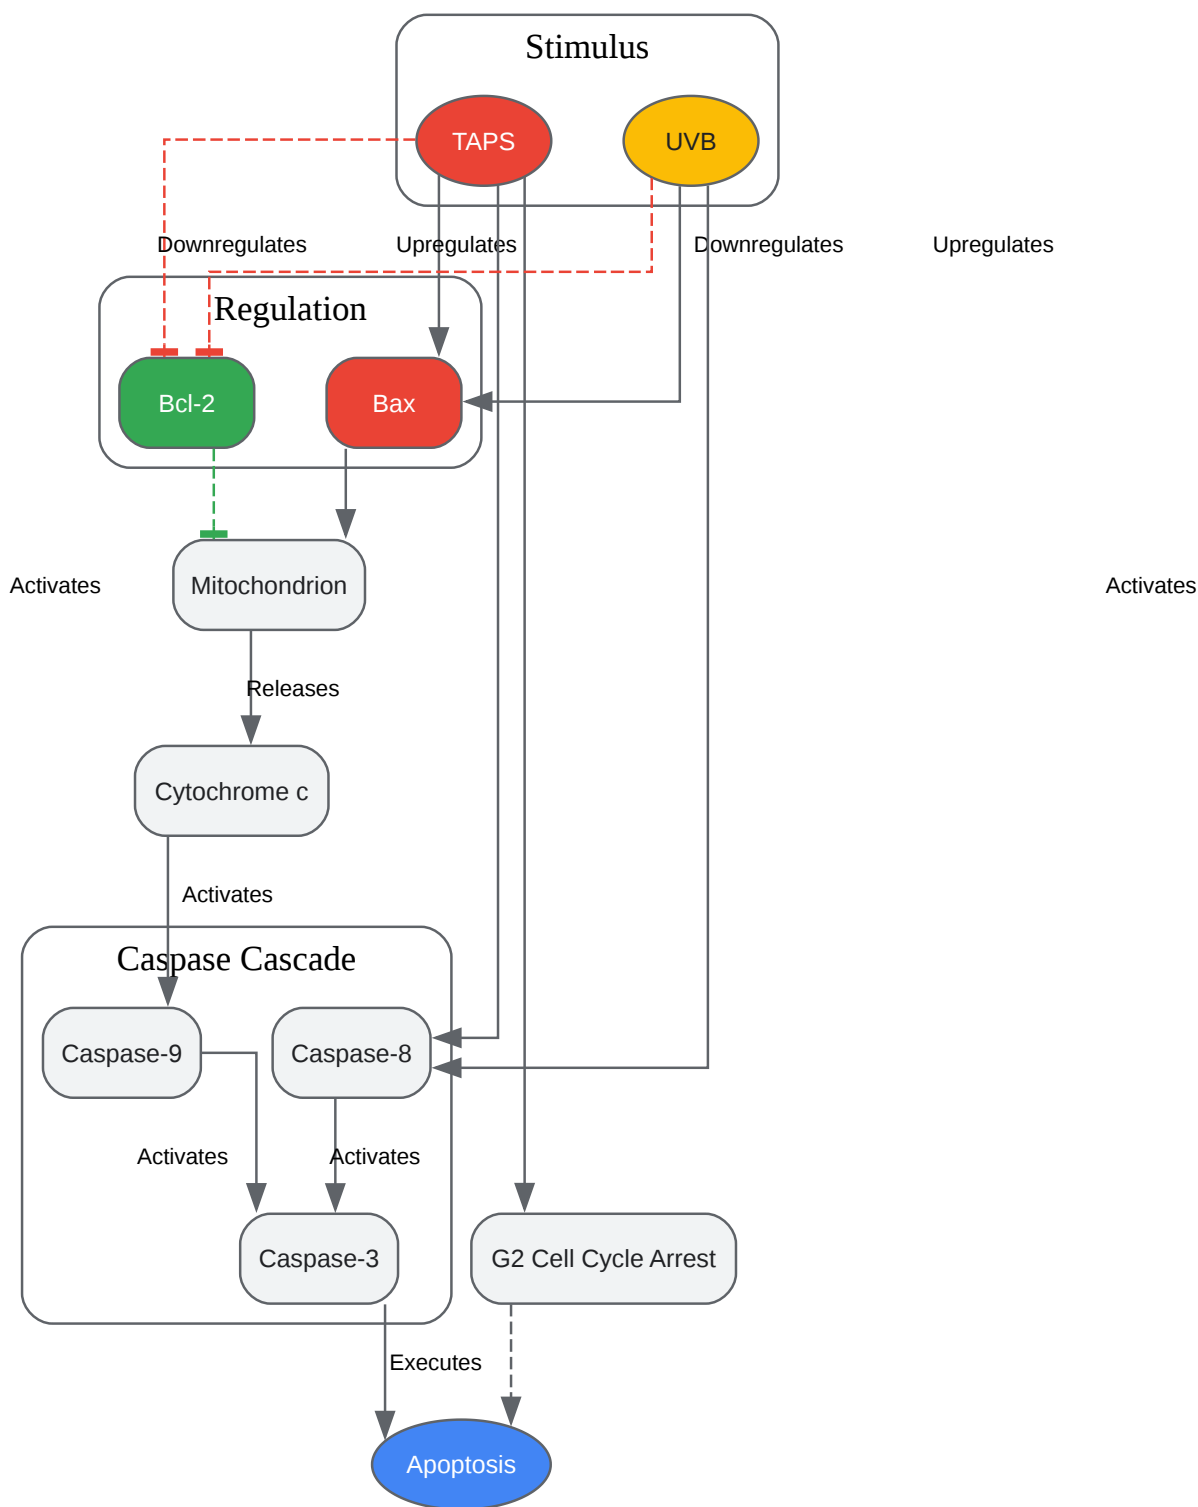 Stimulus
TAPS
UVB
Downregulates
Upregulates
Downregulates
Upregulates
Regulation
Bcl-2
Bax
Activates
Mitochondrion
Activates
Releases
Cytochrome c
Activates
Caspase Cascade
Caspase-9
Caspase-8
Activates
Activates
Caspase-3
G2 Cell Cycle Arrest
Executes
Apoptosis